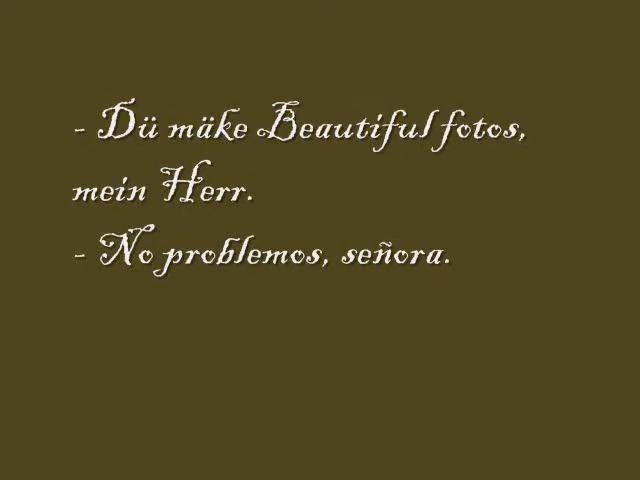 - Dü mäke Beautiful fotos,
mein Herr.
- No problemos, señora.